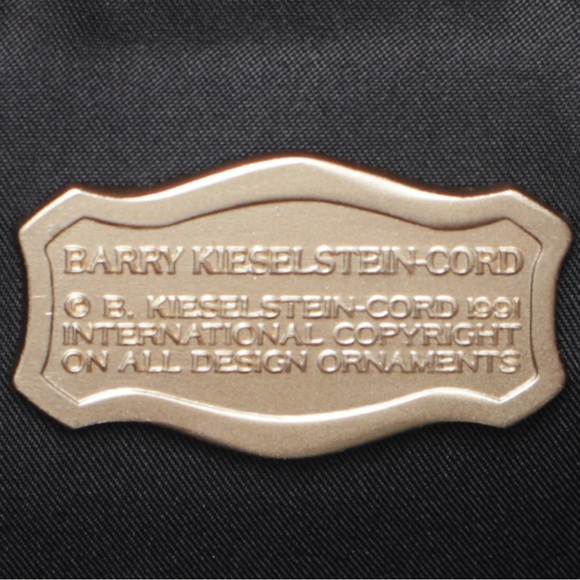 BARRY KIESELSTEIN-CORD
© B. KIESELSTEIN-CORD 1991
INTERNATIONAL COPYRIGHT
ON ALL DESIGN ORNAMENTS